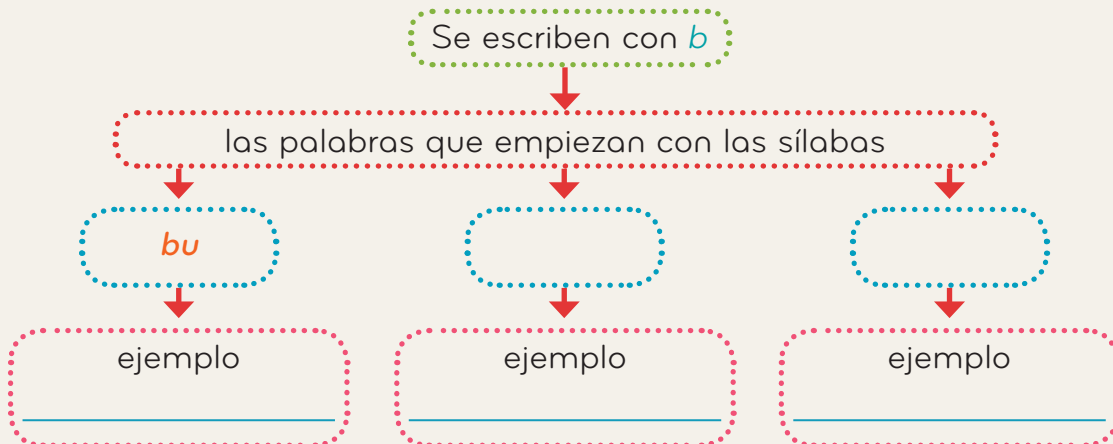 Se escriben con b
las palabras que empiezan con las sílabas
bu
ejemplo
ejemplo
ejemplo